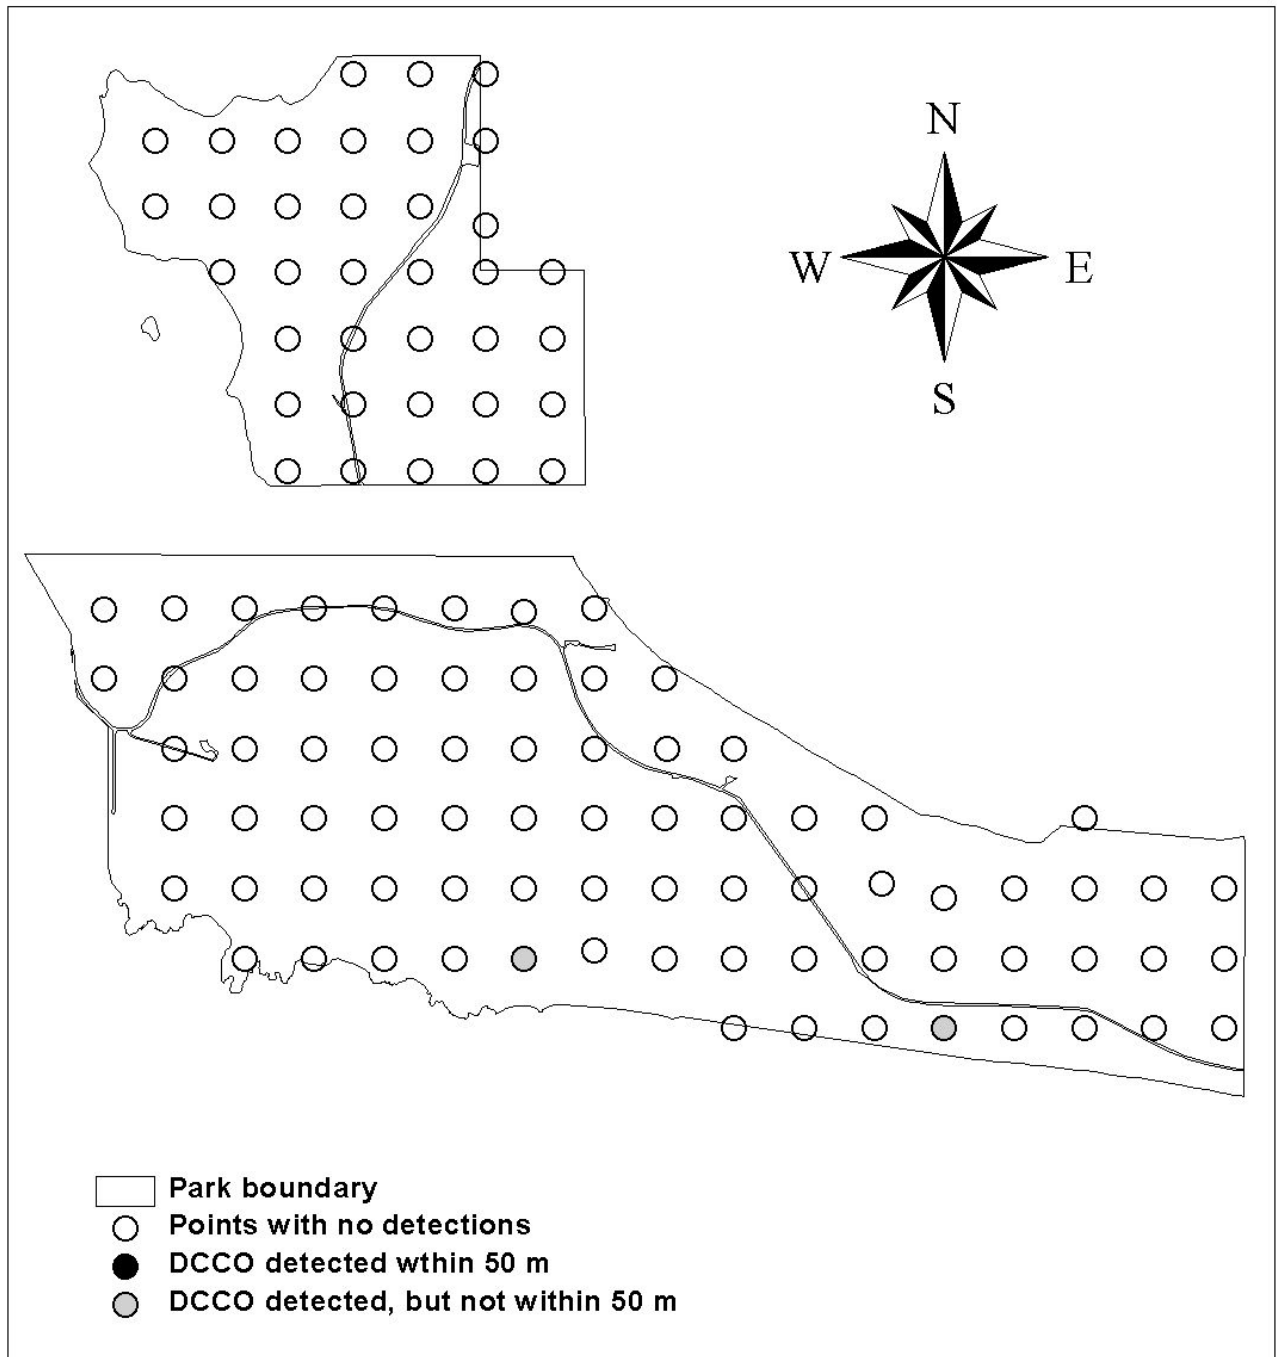 N
W E
S
Park boundary
Points with no detections
DCCO detected wthin 50 m
DCCO detected, but not within 50 m